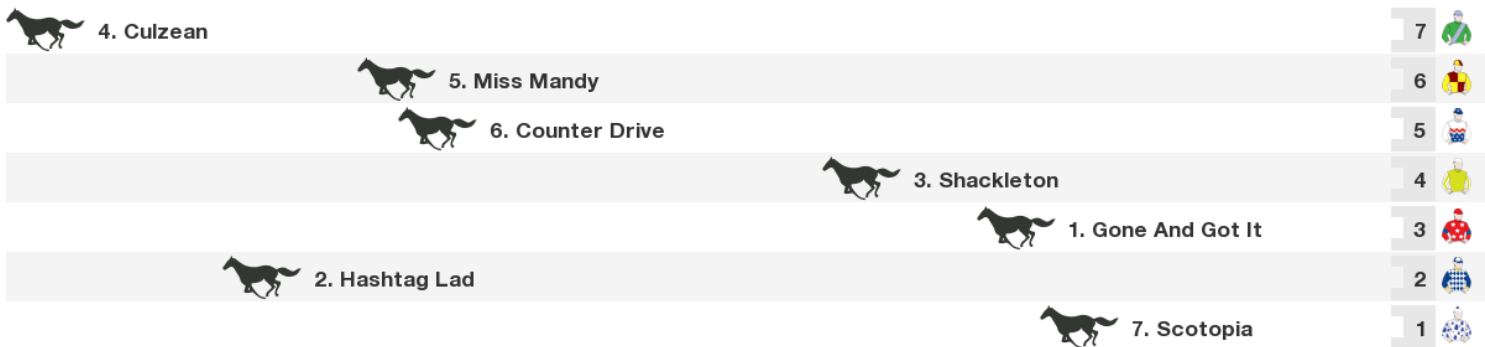 4. Culzean 7
5. Miss Mandy 6
6. Counter Drive 5
3. Shackleton 4
1. Gone And Got It 3
2. Hashtag Lad 2
7. Scotopia 1